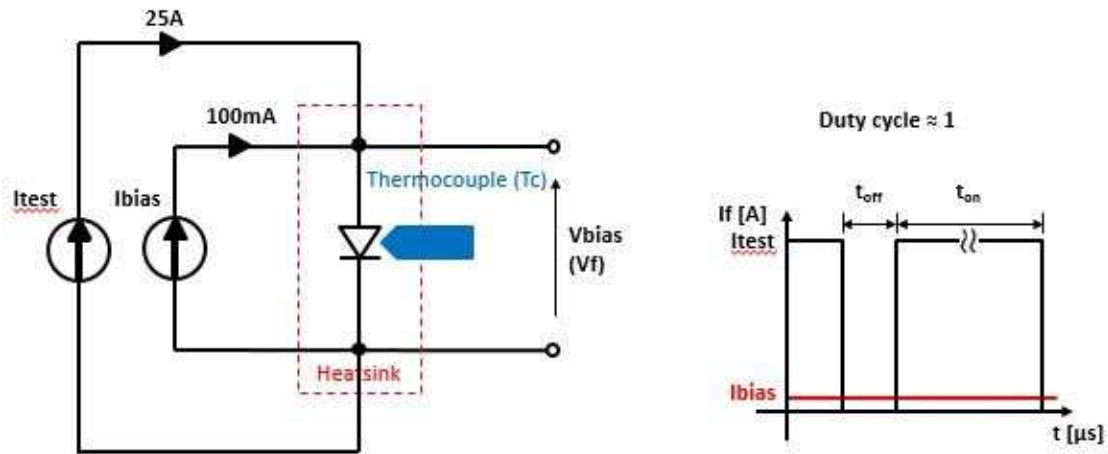 25A
100mA
Thermocouple (Tc)
Itest
Ibias
Vbias
(Vf)
Heatsink
Duty cycle ≈ 1
toff
ton
If [A]
Itest
Ibias
t [µs]